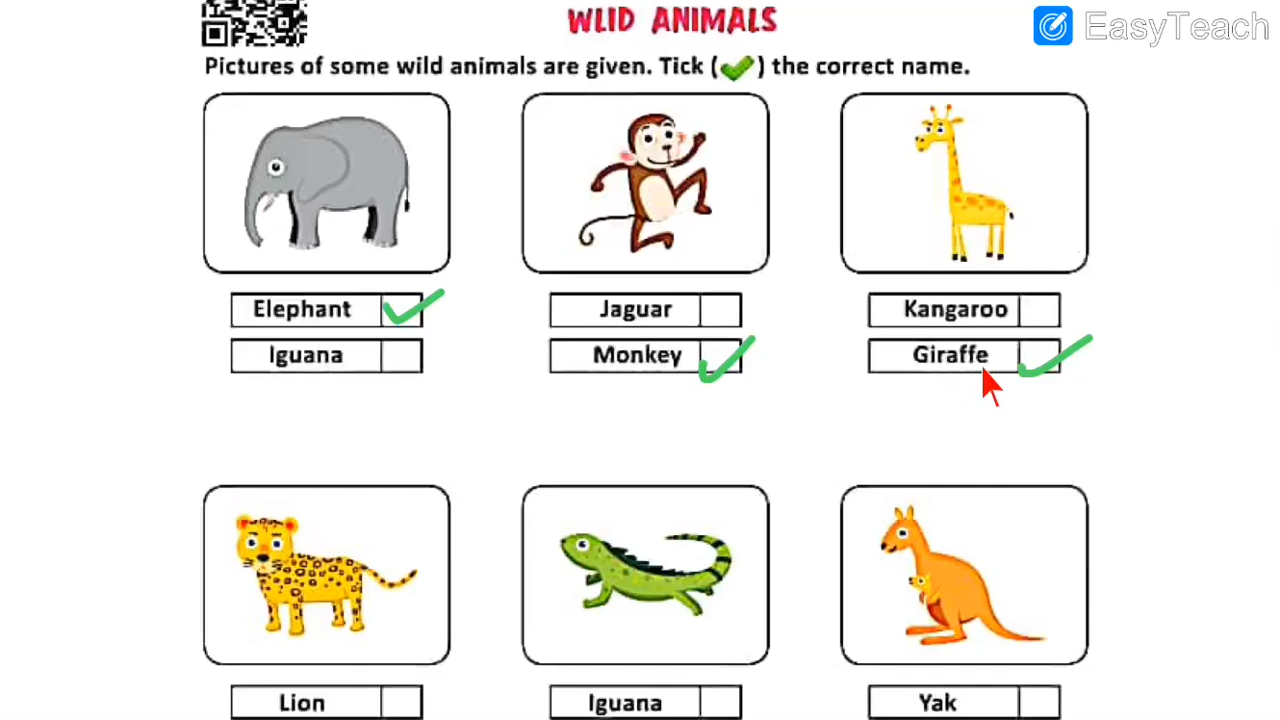 WLID ANIMALS
EasyTeach
Pictures of some wild animals are given. Tick (✔) the correct name.
Elephant Jaguar Kangaroo
Iguana Monkey Giraffe
Lion Iguana Yak